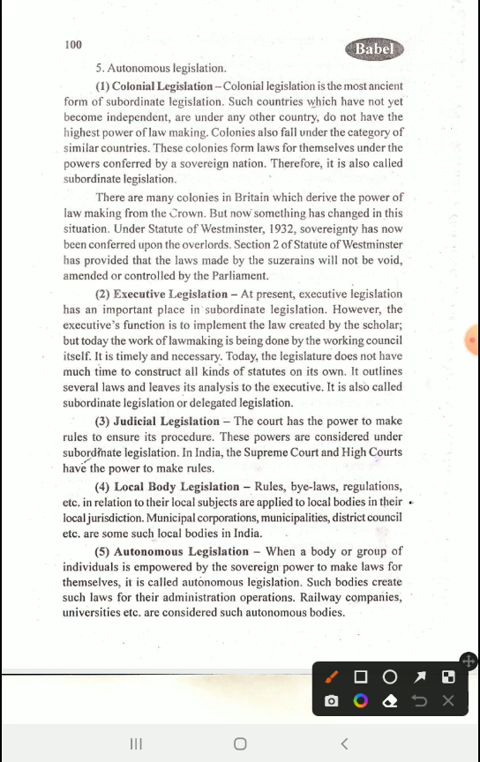 100
Babel
5. Autonomous legislation.
(1) Colonial Legislation – Colonial legislation is the most ancient
form of subordinate legislation. Such countries which have not yet
become independent, are under any other country, do not have the
highest power of law making. Colonies also fall under the category of
similar countries. These colonies form laws for themselves under the
powers conferred by a sovereign nation. Therefore, it is also called
subordinate legislation.
There are many colonies in Britain which derive the power of
law making from the Crown. But now something has changed in this
situation. Under Statute of Westminster, 1932, sovereignty has now
been conferred upon the overlords. Section 2 of Statute of Westminster
has provided that the laws made by the suzerains will not be void,
amended or controlled by the Parliament.
(2) Executive Legislation – At present, executive legislation
has an important place in subordinate legislation. However, the
executive's function is to implement the law created by the scholar;
but today the work of lawmaking is being done by the working council
itself. It is timely and necessary. Today, the legislature does not have
much time to construct all kinds of statutes on its own. It outlines
several laws and leaves its analysis to the executive. It is also called
subordinate legislation or delegated legislation.
(3) Judicial Legislation – The court has the power to make
rules to ensure its procedure. These powers are considered under
subordinate legislation. In India, the Supreme Court and High Courts
have the power to make rules.
(4) Local Body Legislation – Rules, bye-laws, regulations,
etc. in relation to their local subjects are applied to local bodies in their
local jurisdiction. Municipal corporations, municipalities, district council
etc. are some such local bodies in India.
(5) Autonomous Legislation – When a body or group of
individuals is empowered by the sovereign power to make laws for
themselves, it is called autonomous legislation. Such bodies create
such laws for their administration operations. Railway companies,
universities etc. are considered such autonomous bodies.